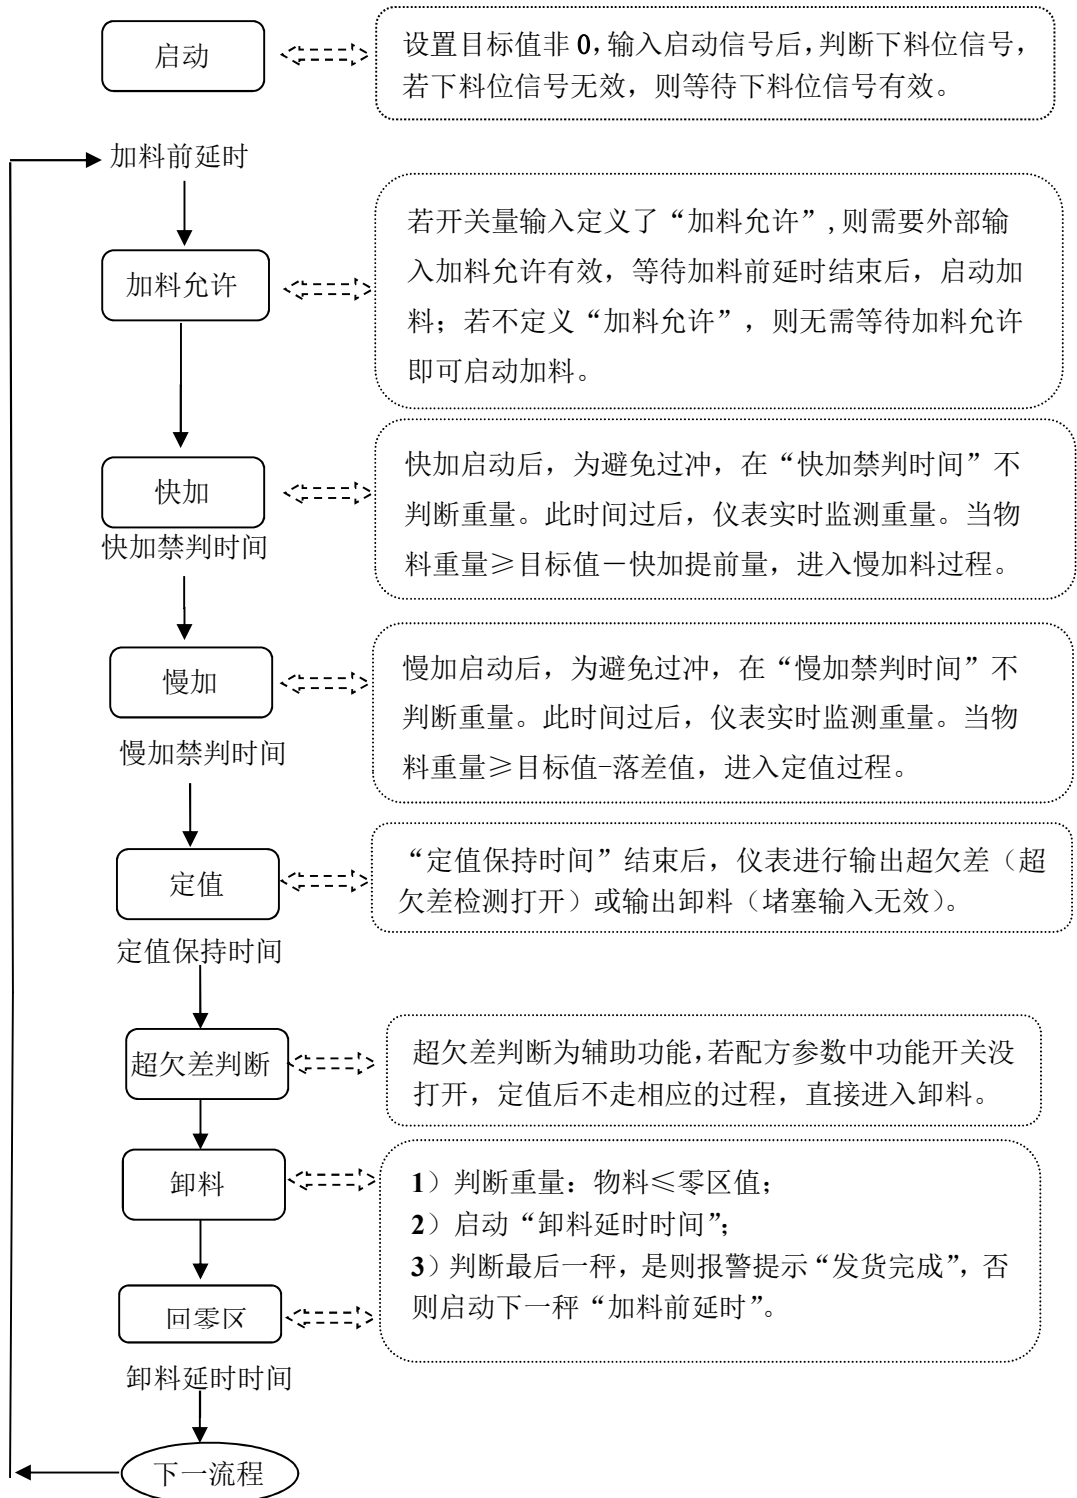 启动
设置目标值非 0，输入启动信号后，判断下料位信号，
若下料位信号无效，则等待下料位信号有效。
加料前延时
加料允许
若开关量输入定义了“加料允许”，则需要外部输
入加料允许有效，等待加料前延时结束后，启动加
料；若不定义“加料允许”，则无需等待加料允许
即可启动加料。
快加
快加禁判时间
快加启动后，为避免过冲，在“快加禁判时间”不
判断重量。此时间过后，仪表实时监测重量。当物
料重量≥目标值－快加提前量，进入慢加料过程。
慢加
慢加禁判时间
慢加启动后，为避免过冲，在“慢加禁判时间”不
判断重量。此时间过后，仪表实时监测重量。当物
料重量≥目标值-落差值，进入定值过程。
定值
定值保持时间
“定值保持时间”结束后，仪表进行输出超欠差（超
欠差检测打开）或输出卸料（堵塞输入无效）。
超欠差判断
超欠差判断为辅助功能，若配方参数中功能开关没
打开，定值后不走相应的过程，直接进入卸料。
卸料
1）判断重量：物料≤零区值；
2）启动“卸料延时时间”；
3）判断最后一秤，是则报警提示“发货完成”，否
则启动下一秤“加料前延时”。
回零区
卸料延时时间
下一流程